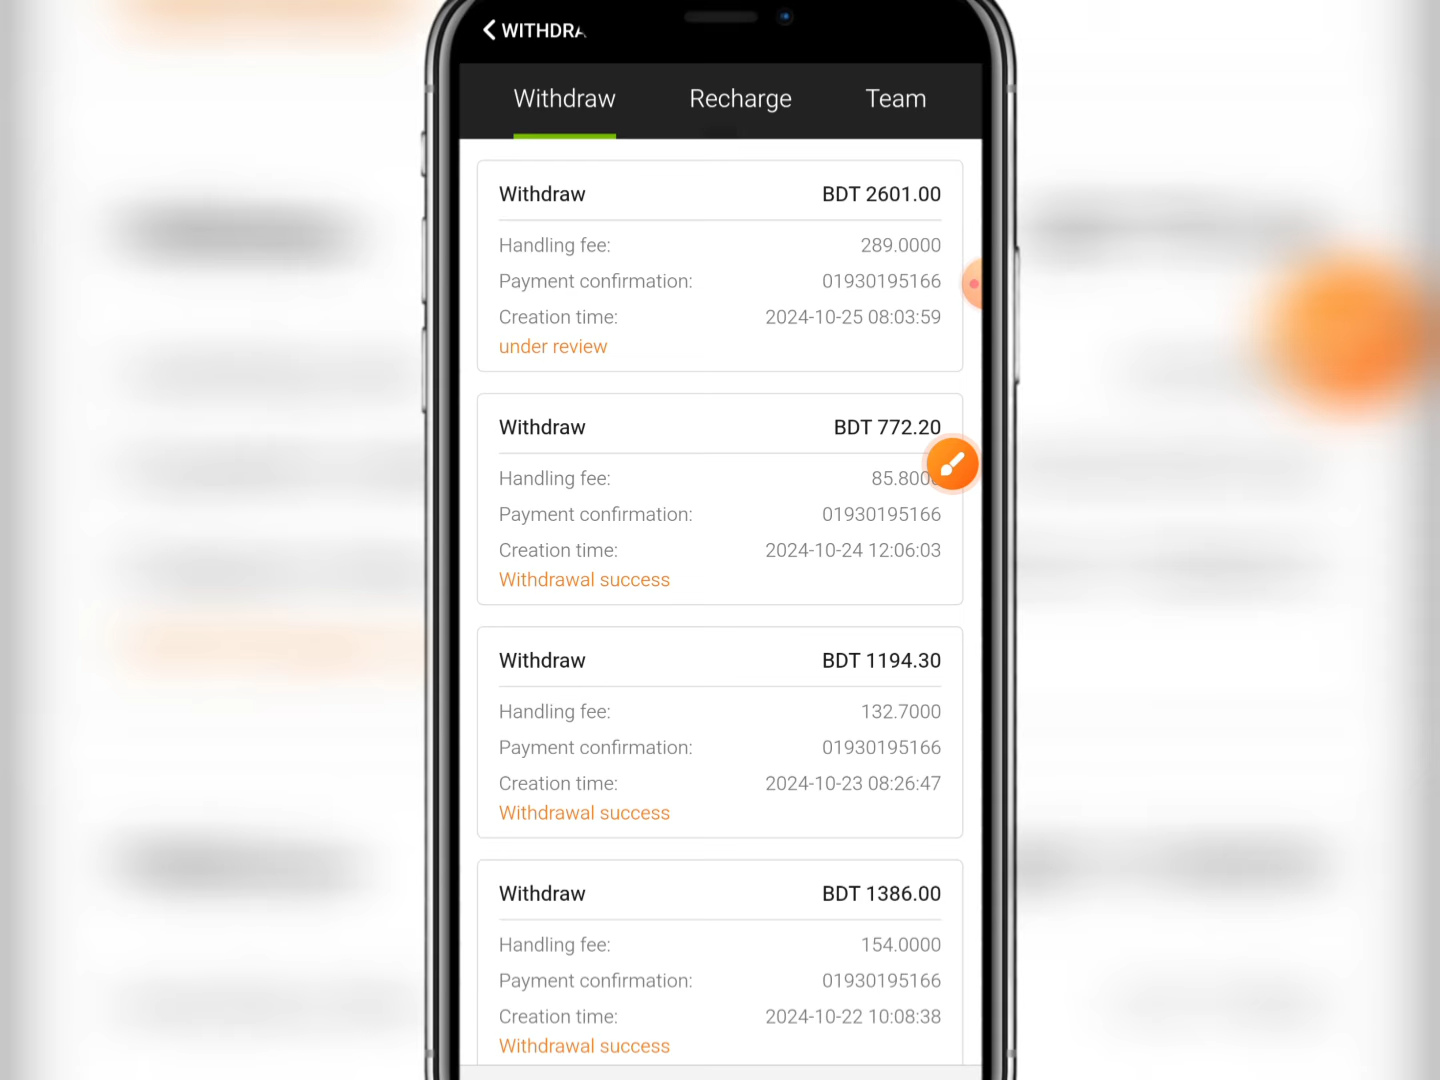 WITHDRA
Withdraw Recharge Team
Withdraw BDT 2601.00
Handling fee: 289.0000
Payment confirmation: 01930195166
Creation time: 2024-10-25 08:03:59
under review
Withdraw BDT 772.20
Handling fee: 85.800
Payment confirmation: 01930195166
Creation time: 2024-10-24 12:06:03
Withdrawal success
Withdraw BDT 1194.30
Handling fee: 132.7000
Payment confirmation: 01930195166
Creation time: 2024-10-23 08:26:47
Withdrawal success
Withdraw BDT 1386.00
Handling fee: 154.0000
Payment confirmation: 01930195166
Creation time: 2024-10-22 10:08:38
Withdrawal success